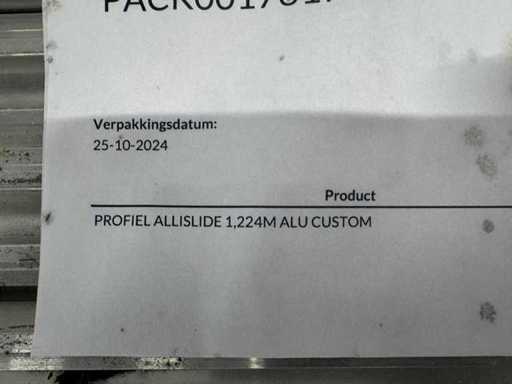 Verpakkingsdatum:
25-10-2024
Product
PROFIEL ALLISLIDE 1,224M ALU CUSTOM